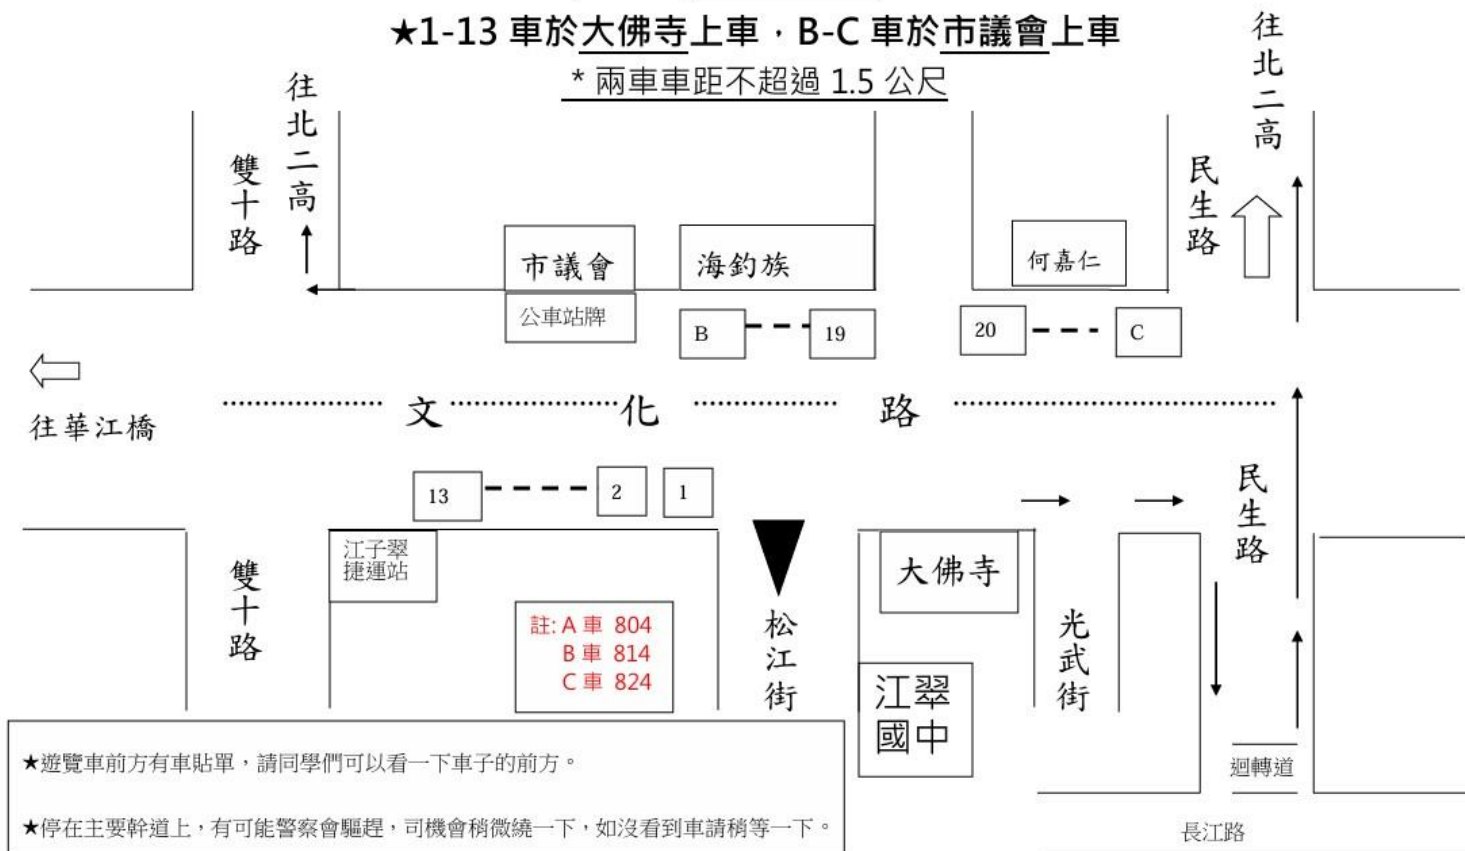 ★1-13 車於大佛寺上車，B-C 車於市議會上車
* 兩車車距不超過 1.5 公尺
往北二高
往北二高
雙十路
民生路
市議會
海釣族
何嘉仁
公車站牌
B
19
20
C
往華江橋
文化路
13
2
1
民生路
江子翠
捷運站
大佛寺
雙十路
註: A 車 804
B 車 814
C 車 824
松江街
光武街
江翠
國中
★遊覽車前方有車貼單，請同學們可以看一下車子的前方。
迴轉道
★停在主要幹道上，有可能警察會驅趕，司機會稍微繞一下，如沒看到車請稍等一下。
長江路